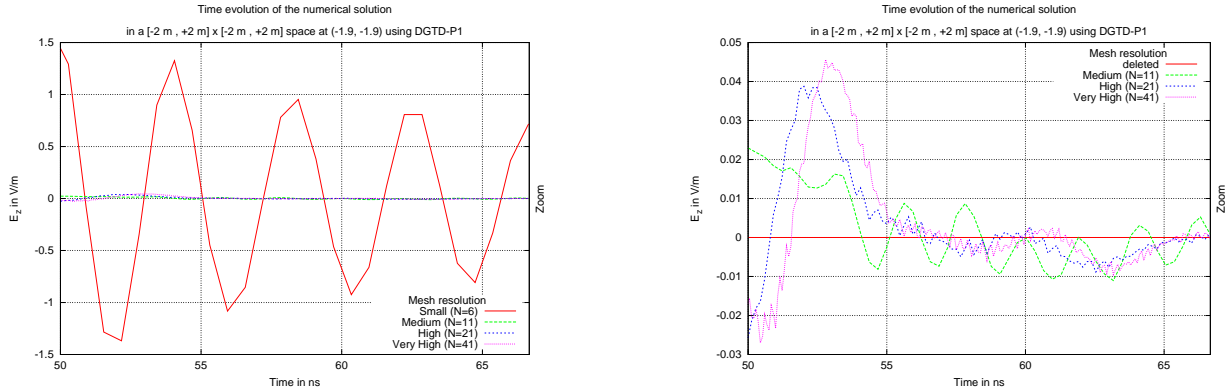 Time evolution of the numerical solution
in a [-2 m , +2 m] x [-2 m , +2 m] space at (-1.9, -1.9) using DGTD-P1
1.5
1
0.5
0
-0.5
-1
-1.5
50
55
60
65
E_z in V/m
Time in ns
Zoom
Mesh resolution
Small (N=6)
Medium (N=11)
High (N=21)
Very High (N=41)
Time evolution of the numerical solution
in a [-2 m , +2 m] x [-2 m , +2 m] space at (-1.9, -1.9) using DGTD-P1
0.05
0.04
0.03
0.02
0.01
0
-0.01
-0.02
-0.03
50
55
60
65
E_z in V/m
Time in ns
Zoom
Mesh resolution
deleted
Medium (N=11)
High (N=21)
Very High (N=41)